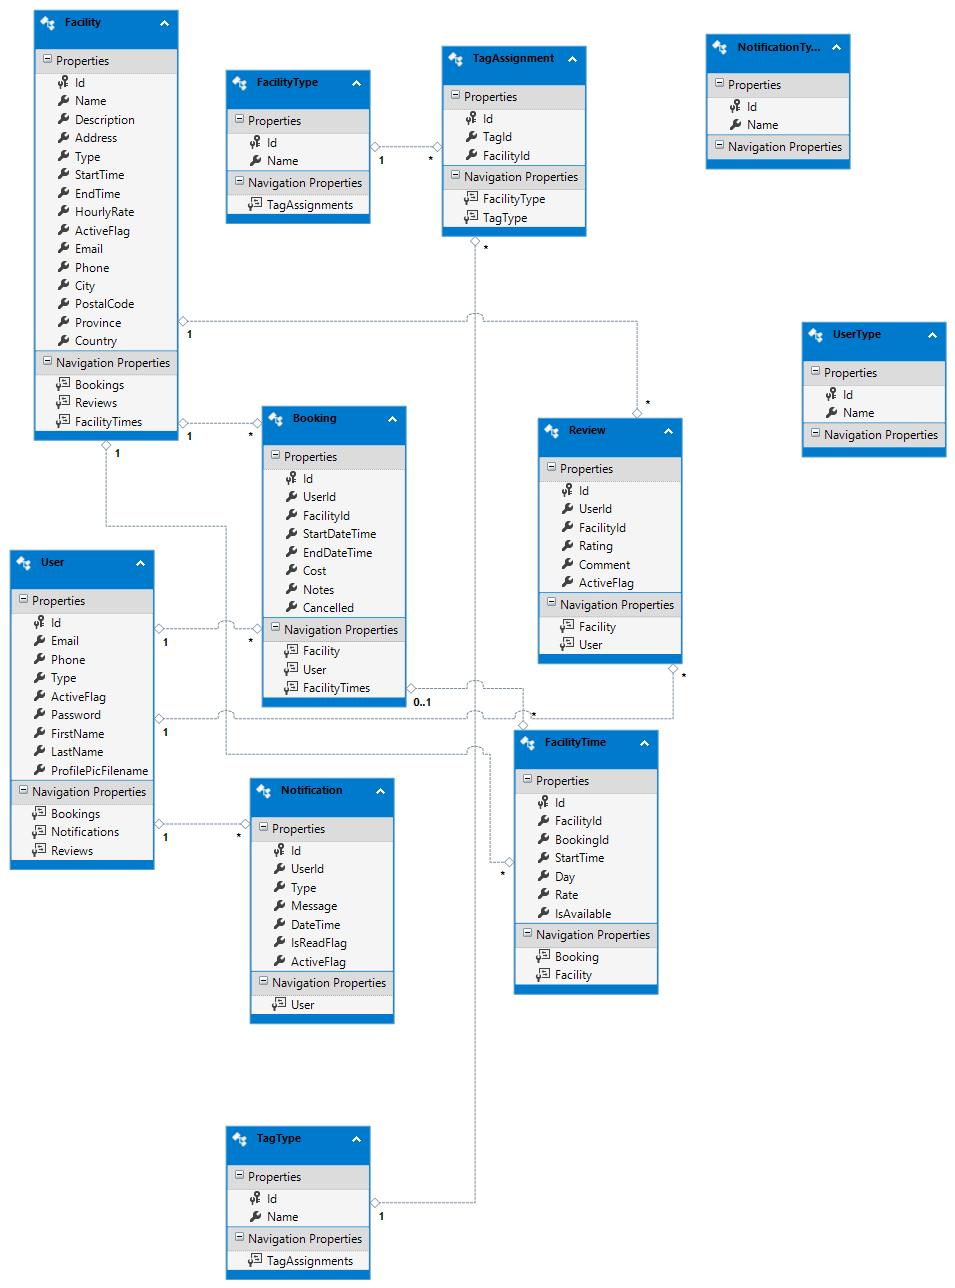 Facility
Properties
Id
Name
Description
Address
Type
StartTime
EndTime
HourlyRate
ActiveFlag
Email
Phone
City
PostalCode
Province
Country
Navigation Properties
Bookings
Reviews
FacilityTimes
FacilityType
Properties
Id
Name
Navigation Properties
TagAssignments
1
*
TagAssignment
Properties
Id
TagId
FacilityId
Navigation Properties
FacilityType
TagType
*
NotificationTy...
Properties
Id
Name
Navigation Properties
1
*
UserType
Properties
Id
Name
Navigation Properties
1
*
1
Booking
Properties
Id
UserId
FacilityId
StartDateTime
EndDateTime
Cost
Notes
Cancelled
Navigation Properties
Facility
User
FacilityTimes
0..1
*
Review
Properties
Id
UserId
FacilityId
Rating
Comment
ActiveFlag
Navigation Properties
Facility
User
*
User
Properties
Id
Email
Phone
Type
ActiveFlag
Password
FirstName
LastName
ProfilePicFilename
Navigation Properties
Bookings
Notifications
Reviews
1
*
1
1
*
Notification
Properties
Id
UserId
Type
Message
DateTime
IsReadFlag
ActiveFlag
Navigation Properties
User
FacilityTime
Properties
Id
FacilityId
BookingId
StartTime
Day
Rate
IsAvailable
Navigation Properties
Booking
Facility
*
TagType
Properties
Id
Name
Navigation Properties
TagAssignments
1